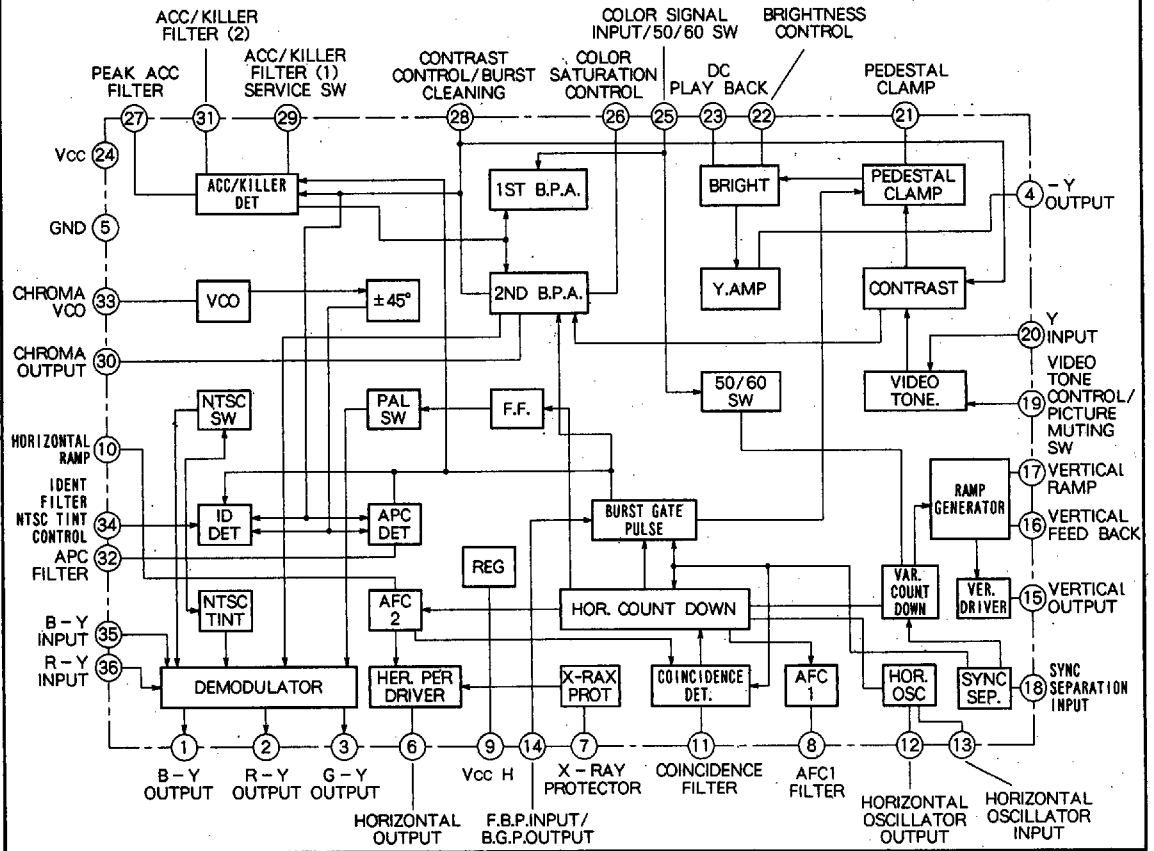 ACC/KILLER
FILTER (2)
COLOR SIGNAL
INPUT/50/60 SW
BRIGHTNESS
CONTROL
PEAK ACC
FILTER
ACC/KILLER
FILTER (1)
SERVICE SW
CONTRAST
CONTROL/BURST
CLEANING
COLOR
SATURATION
CONTROL
DC
PLAY BACK
PEDESTAL
CLAMP
27
31
29
28
26
25
23
22
21
Vcc 24
ACC/KILLER
DET
1ST B.P.A.
BRIGHT
PEDESTAL
CLAMP
4 -Y
OUTPUT
GND 5
CHROMA
VCO
33
VCO
±45°
2ND B.P.A.
Y.AMP
CONTRAST
20 Y
INPUT
CHROMA
OUTPUT
30
NTSC
SW
PAL
SW
F.F.
50/60
SW
VIDEO
TONE.
19
VIDEO
TONE
CONTROL/
PICTURE
MUTING
SW
HORIZONTAL
RAMP
10
RAMP
GENERATOR
17 VERTICAL
RAMP
IDENT
FILTER
NTSC TINT
CONTROL
34
ID
DET
APC
DET
BURST GATE
PULSE
16 VERTICAL
FEED BACK
APC
FILTER
32
REG
NTSC
TINT
AFC
2
HOR. COUNT DOWN
VAR.
COUNT
DOWN
VER.
DRIVER
15 VERTICAL
OUTPUT
B-Y
INPUT
35
R-Y
INPUT
36
DEMODULATOR
HER. PER
DRIVER
X-RAX
PROT
COINCIDENCE
DET.
AFC
1
HOR.
OSC
SYNC
SEP.
18 SYNC
SEPARATION
INPUT
1
2
3
6
9
14
7
11
8
12
13
B-Y
OUTPUT
R-Y
OUTPUT
G-Y
OUTPUT
Vcc H
X-RAY
PROTECTOR
COINCIDENCE
FILTER
AFC1
FILTER
HORIZONTAL
OUTPUT
F.B.P.INPUT/
B.G.P.OUTPUT
HORIZONTAL
OSCILLATOR
OUTPUT
HORIZONTAL
OSCILLATOR
INPUT